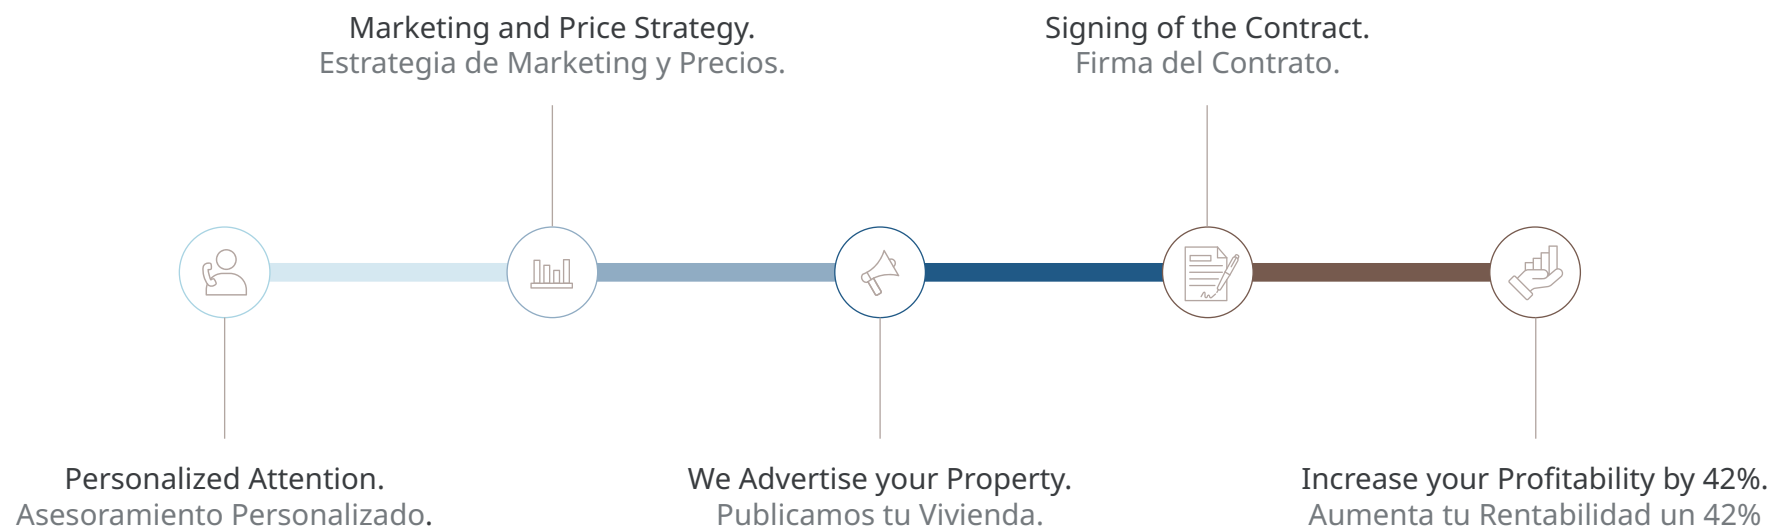 Marketing and Price Strategy.
Estrategia de Marketing y Precios.
Signing of the Contract.
Firma del Contrato.
Personalized Attention.
Asesoramiento Personalizado.
We Advertise your Property.
Publicamos tu Vivienda.
Increase your Profitability by 42%.
Aumenta tu Rentabilidad un 42%